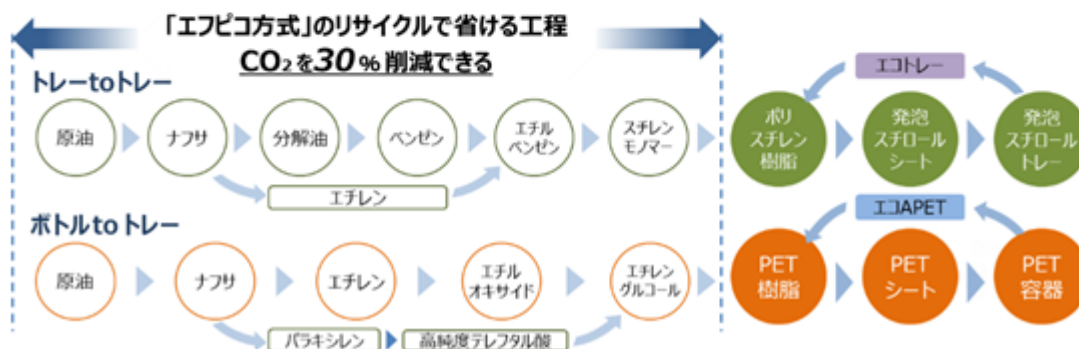 「エフピコ方式」のリサイクルで省ける工程
CO₂を30%削減できる
トレーtoトレー
原油
ナフサ
分解油
ベンゼン
エチル
ベンゼン
スチレン
モノマー
エチレン
エコトレー
ポリ
スチレン
樹脂
発泡
スチロール
シート
発泡
スチロール
トレー
ボトルtoトレー
原油
ナフサ
エチレン
エチル
オキサイド
エチレン
グルコール
パラキシレン
高純度テレフタル酸
エコAPET
PET
樹脂
PET
シート
PET
容器